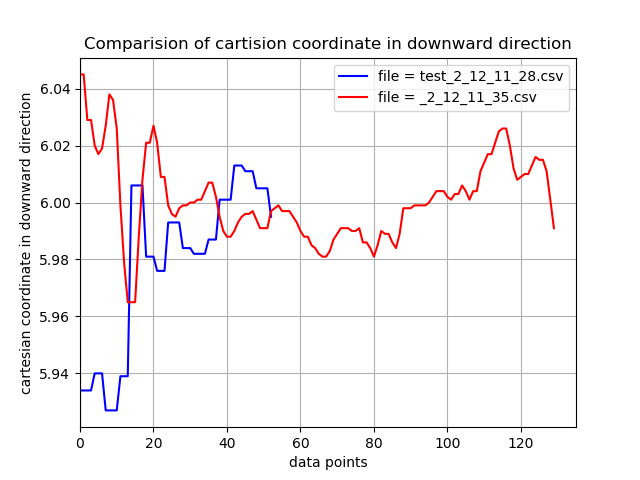 Comparision of cartision coordinate in downward direction
file = test_2_12_11_28.csv
file = _2_12_11_35.csv
cartesian coordinate in downward direction
6.04
6.02
6.00
5.98
5.96
5.94
0 20 40 60 80 100 120
data points